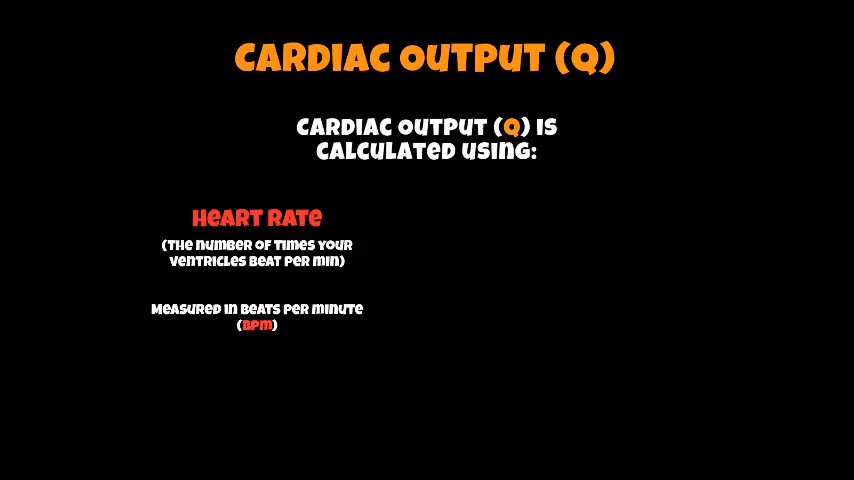 CARDIAC OUTPUT (Q)
CARDIAC OUTPUT (Q) IS
CALCULATED USING:
HEART RATE
(THE NUMBER OF TIMES YOUR
VENTRICLES BEAT PER MIN)
MEASURED IN BEATS PER MINUTE
(BPM)